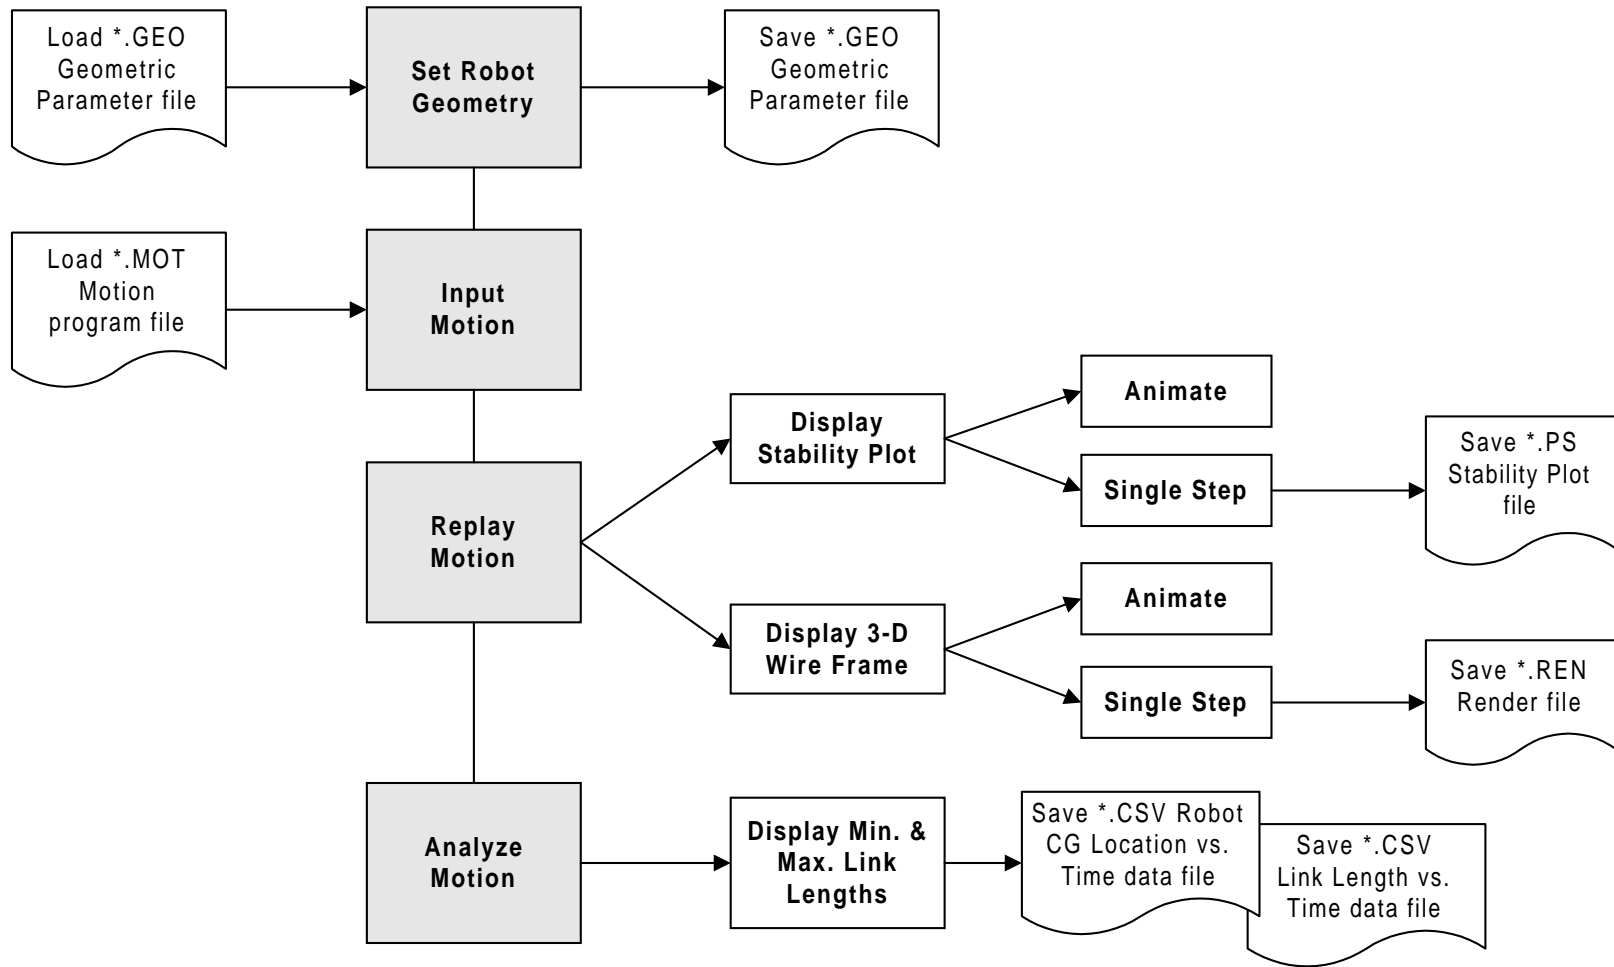 Load *.GEO
Geometric
Parameter file
Set Robot
Geometry
Save *.GEO
Geometric
Parameter file
Load *.MOT
Motion
program file
Input
Motion
Replay
Motion
Display
Stability Plot
Animate
Single Step
Save *.PS
Stability Plot
file
Display 3-D
Wire Frame
Animate
Single Step
Save *.REN
Render file
Analyze
Motion
Display Min. &
Max. Link
Lengths
Save *.CSV Robot
CG Location vs.
Time data file
Save *.CSV
Link Length vs.
Time data file